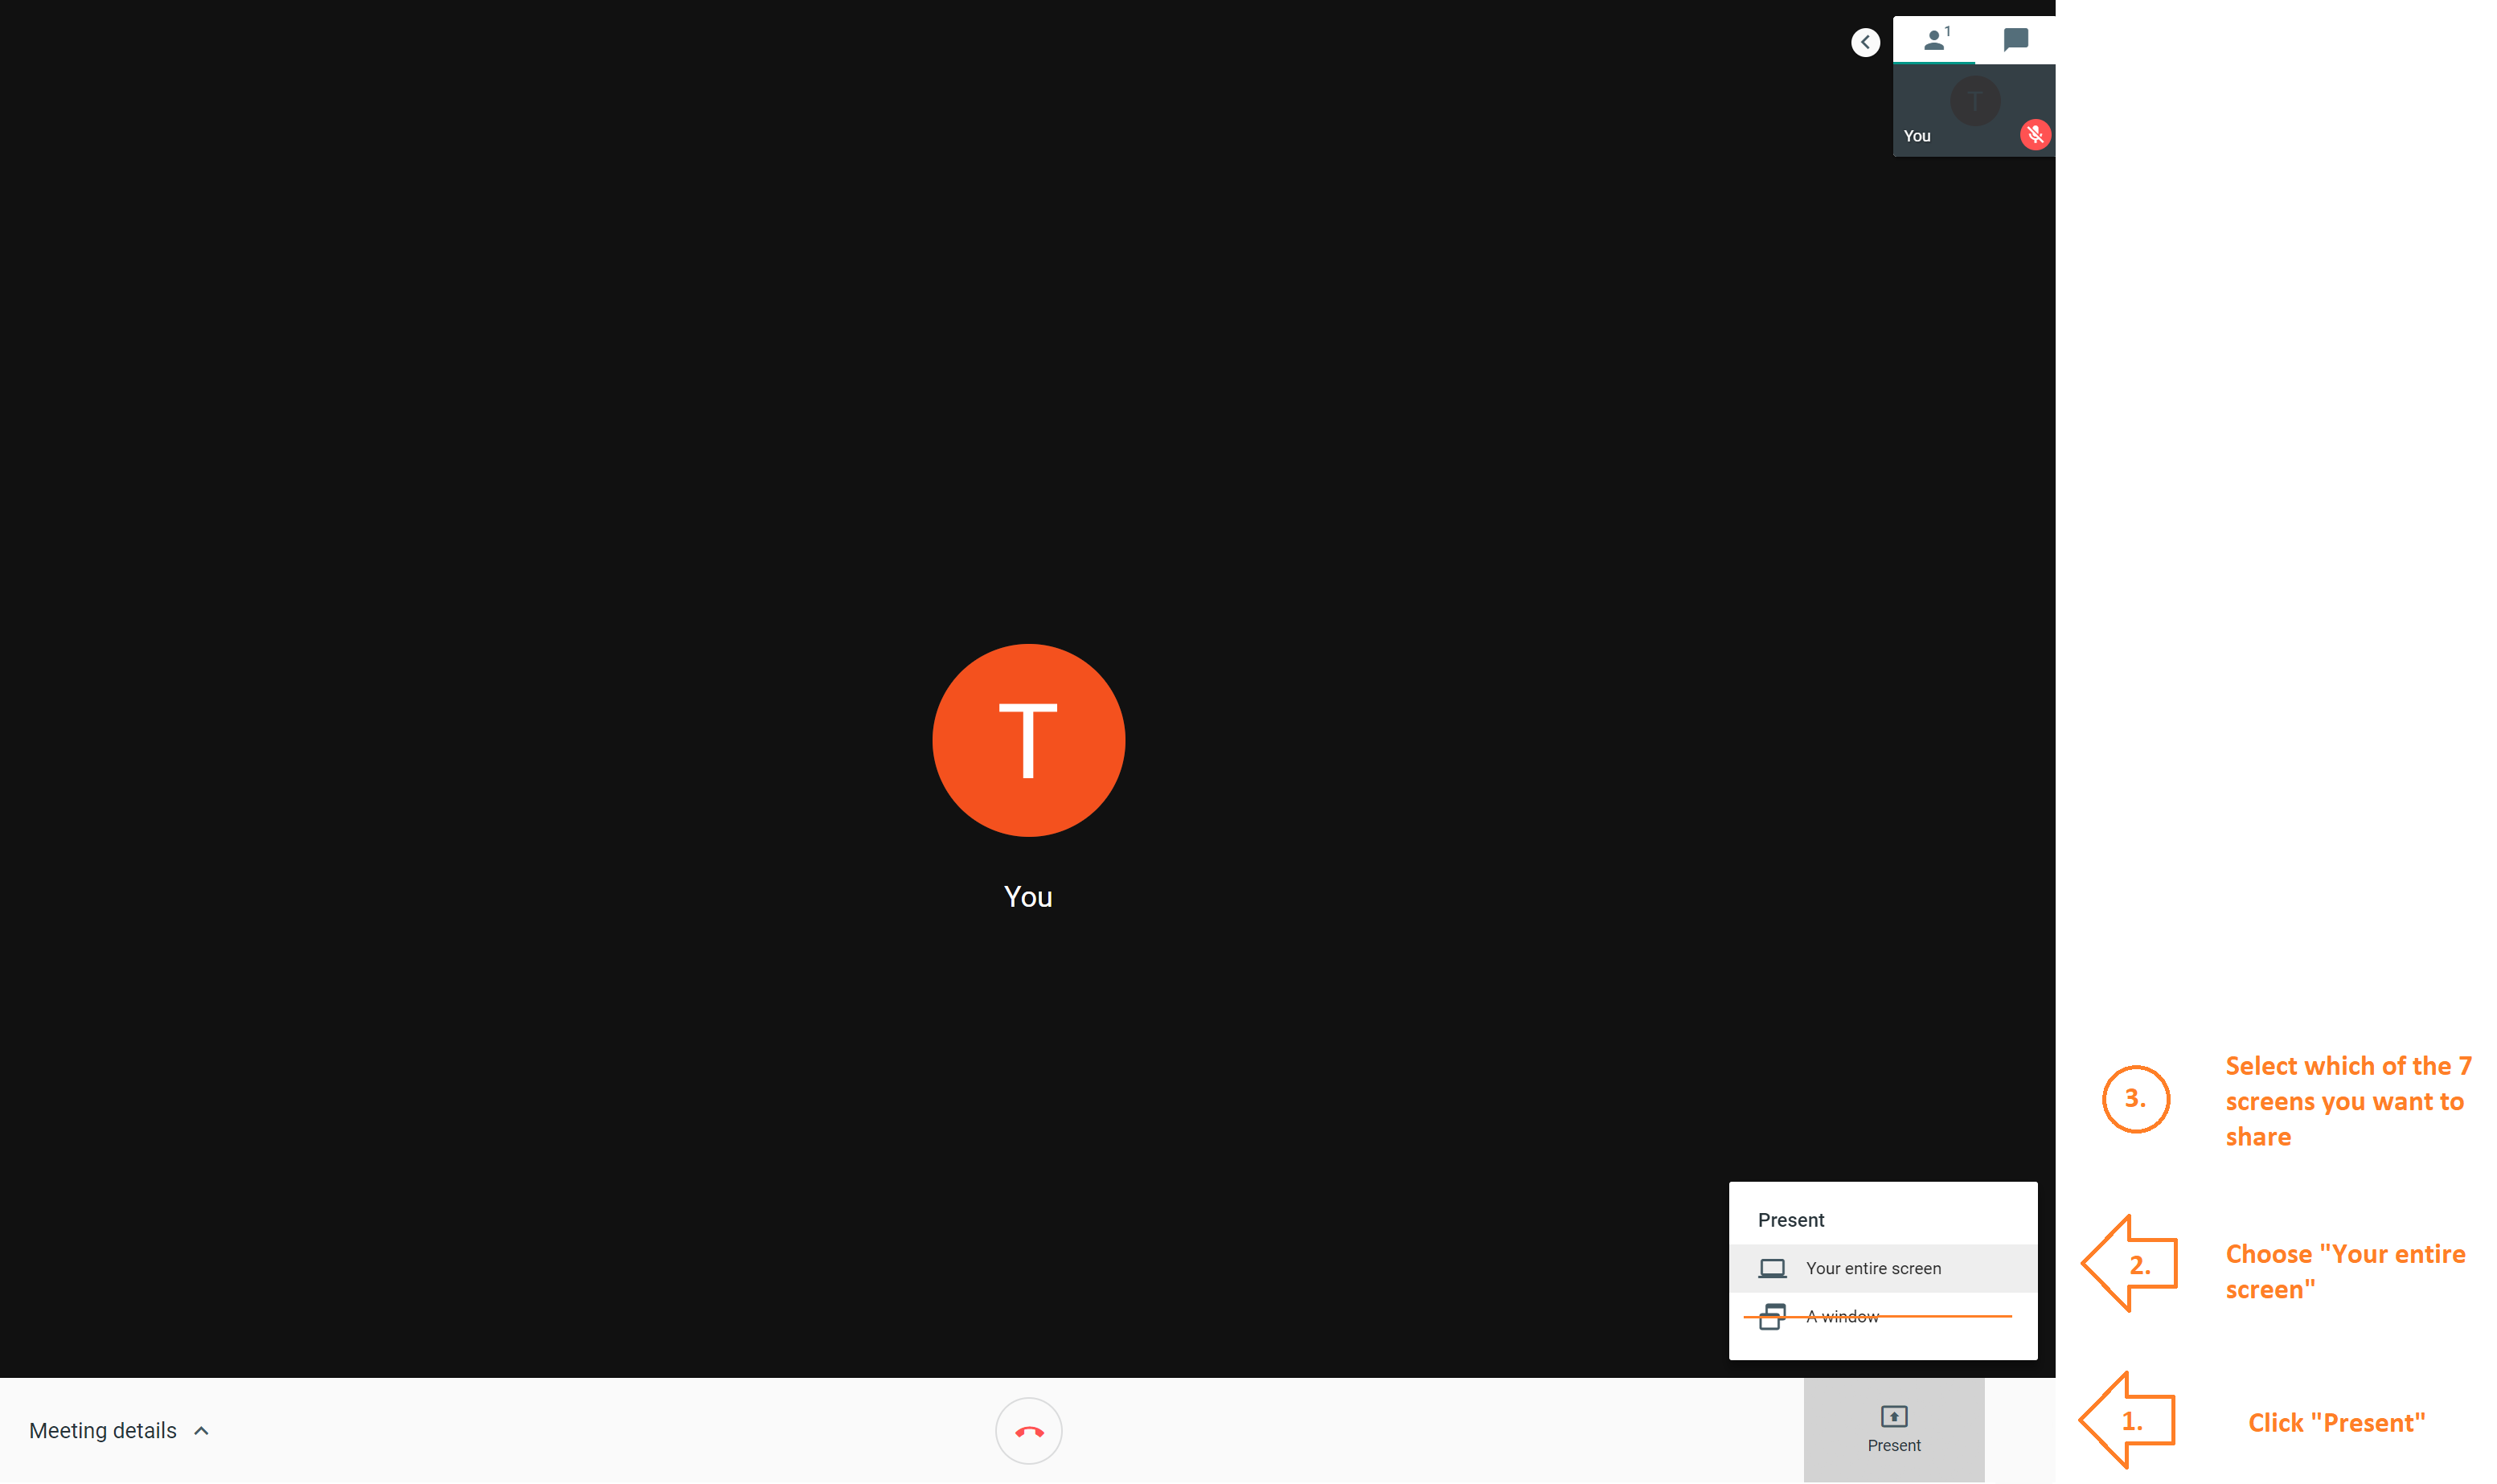 1
T
You
T
You
3.
Select which of the 7
screens you want to
share
Present
Your entire screen
A window
2.
Choose "Your entire
screen"
Meeting details
Present
1.
Click "Present"